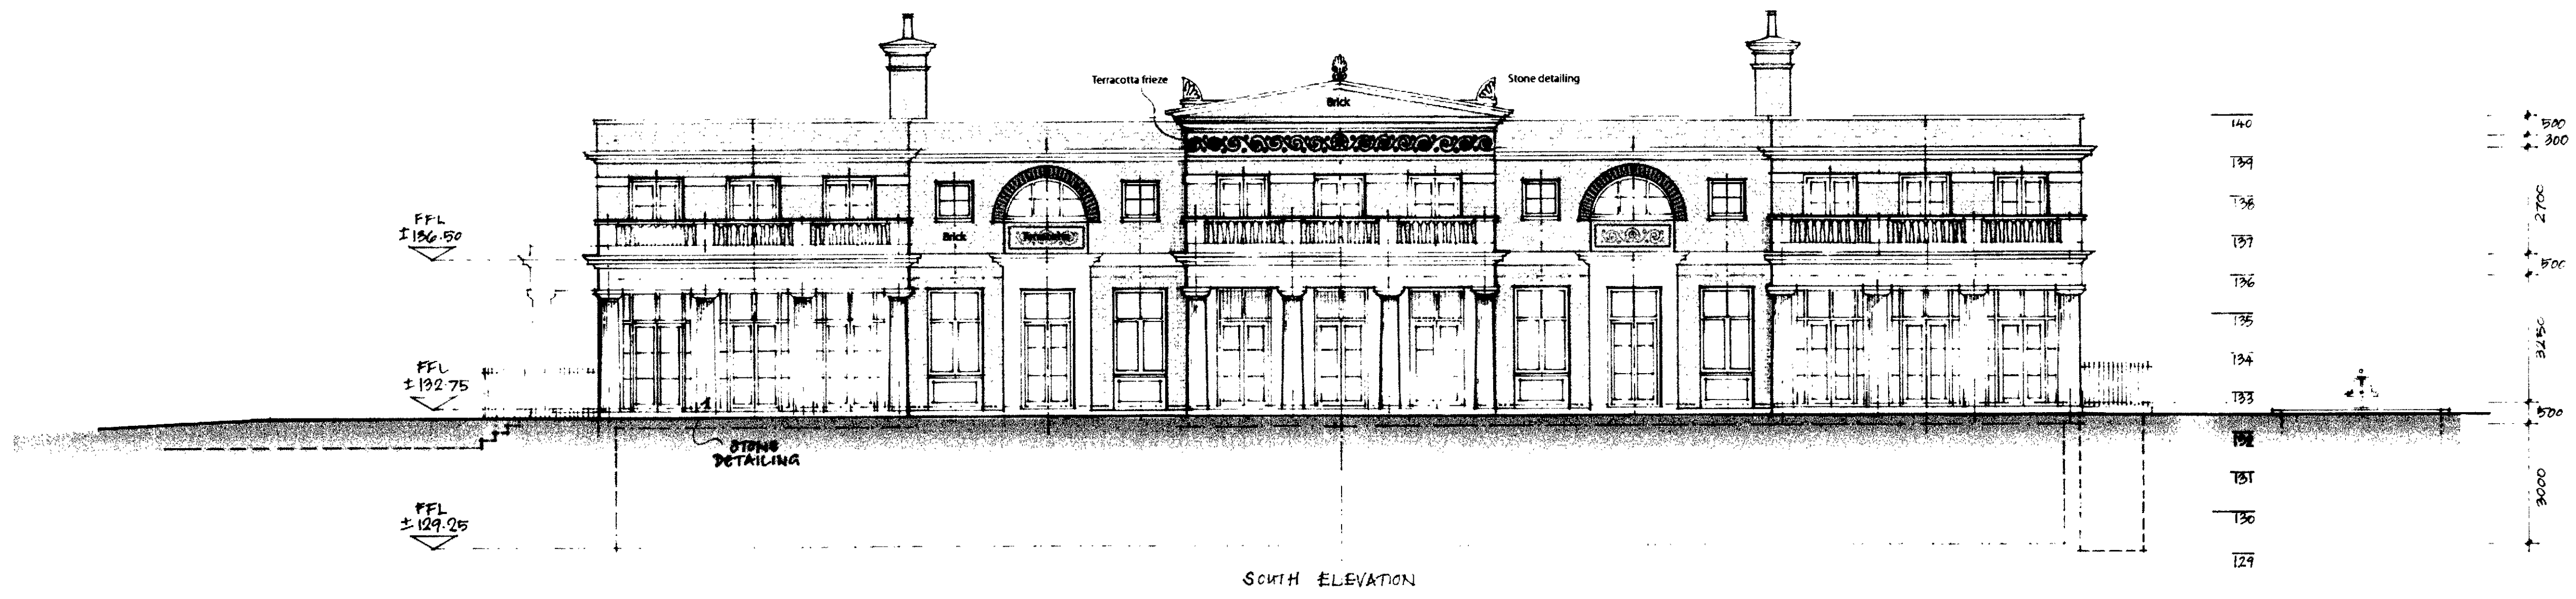 Terracotta frieze
Stone detailing
Brick
FFL
±136.50
Brick
Terracotta
FFL
±132.75
STONE
DETAILING
FFL
±129.25
140
139
138
137
136
135
134
133
132
131
130
129
500
300
2700
500
3250
500
3000
SOUTH ELEVATION